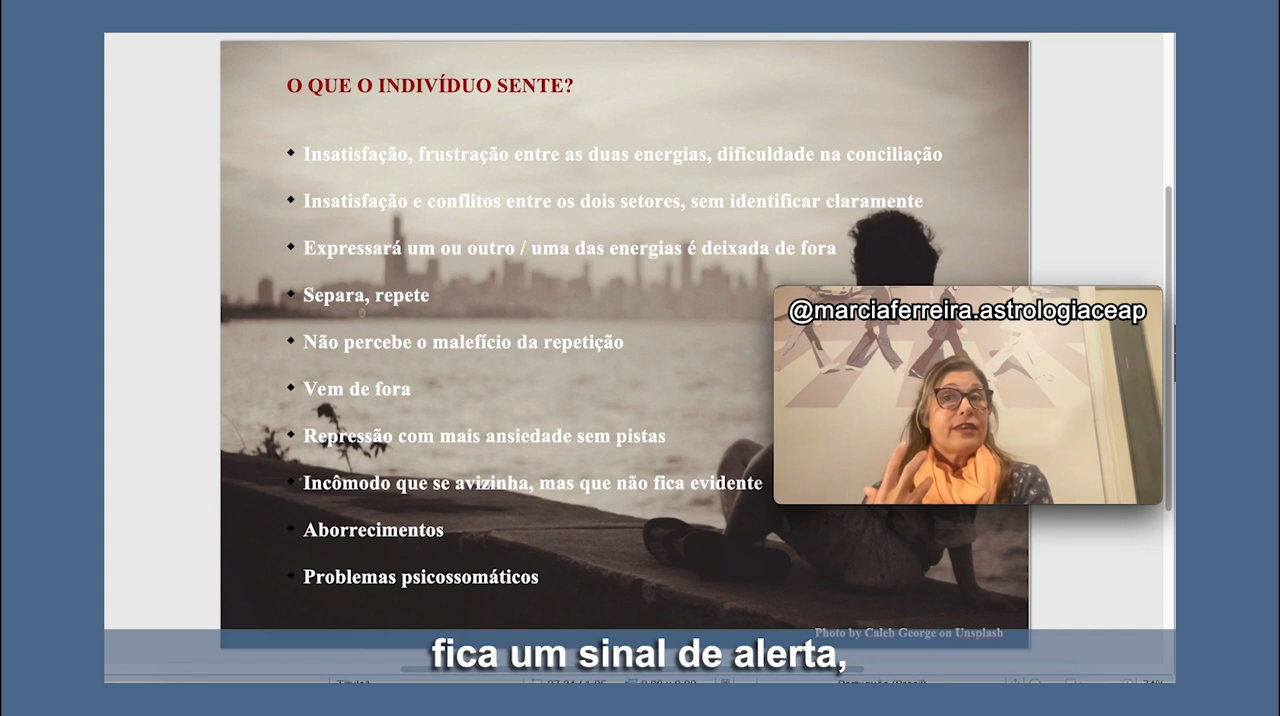 O QUE O INDIVÍDUO SENTE?
Insatisfação, frustração entre as duas energias, dificuldade na conciliação
Insatisfação e conflitos entre os dois setores, sem identificar claramente
Expressará um ou outro / uma das energias é deixada de fora
Separa, repete
Não percebe o malefício da repetição
Vem de fora
Repressão com mais ansiedade sem pistas
Incômodo que se avizinha, mas que não fica evidente
Aborrecimentos
Problemas psicossomáticos
@marciaferreira.astrologiaceap
Photo by Caleb George on Unsplash
fica um sinal de alerta,